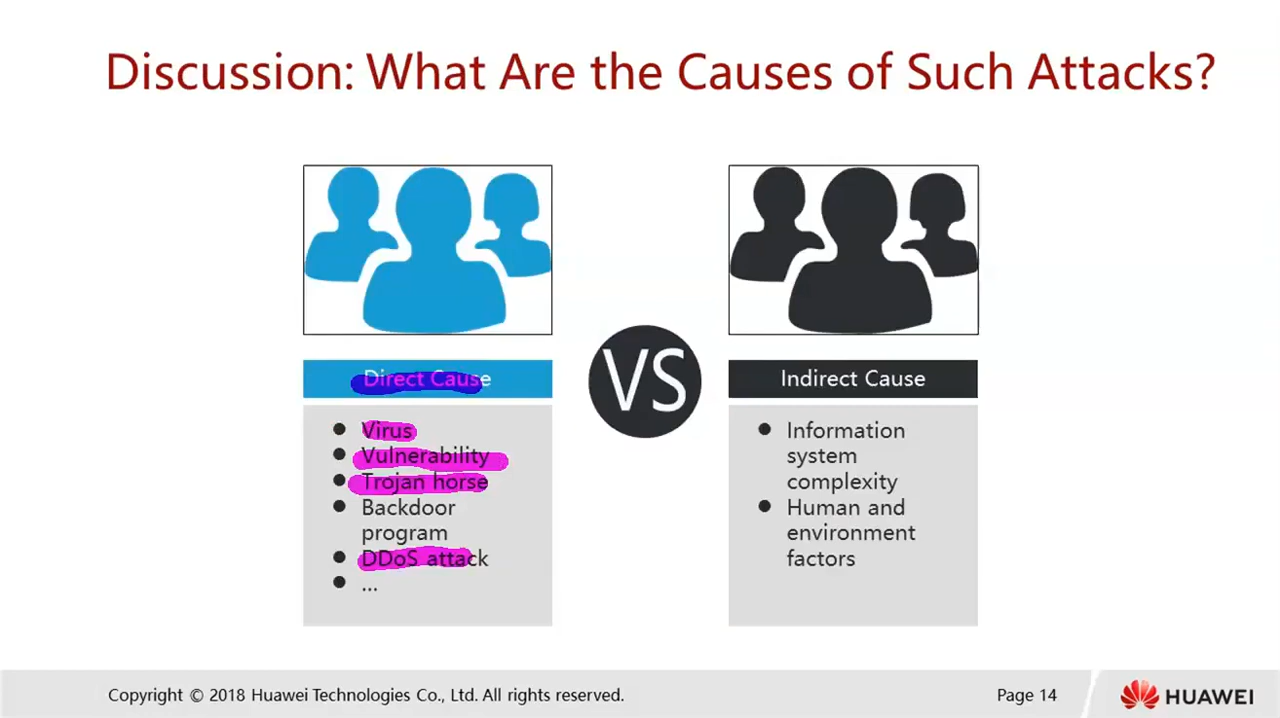 Discussion: What Are the Causes of Such Attacks?
Direct Cause
● Virus
● Vulnerability
● Trojan horse
● Backdoor
program
● DDoS attack
● ...
VS
Indirect Cause
● Information
system
complexity
● Human and
environment
factors
Copyright © 2018 Huawei Technologies Co., Ltd. All rights reserved.
Page 14
HUAWEI